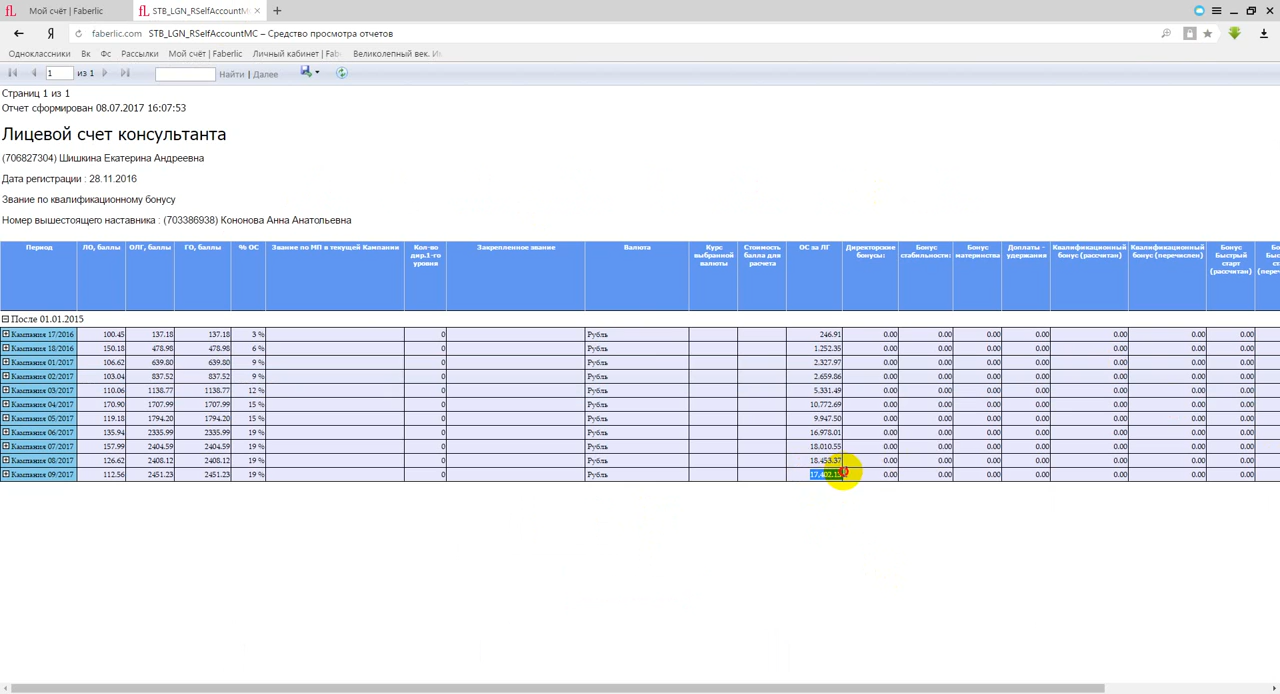 Мой счёт | Faberlic
STB_LGN_RSelfAccountMC
faberlic.com STB_LGN_RSelfAccountMC – Средство просмотра отчетов
Одноклассники Вк Фс Рассылки Мой счёт | Faberlic Личный кабинет | Fab Великолепный век. И
1 из 1 Найти | Далее
Страниц 1 из 1
Отчет сформирован 08.07.2017 16:07:53
Лицевой счет консультанта
(706827304) Шишкина Екатерина Андреевна
Дата регистрации : 28.11.2016
Звание по квалификационному бонусу
Номер вышестоящего наставника : (703386938) Кононова Анна Анатольевна
Период ЛО, баллы ОЛГ, баллы ГО, баллы % ОС Звание по МП в текущей Кампании Кол-во дир.1-го уровня Закрепленное звание Валюта Курс выбранной валюты Стоимость балла для расчета ОС за ЛГ Директорские бонусы: Бонус стабильности: Бонус материнства Доплаты - удержания Квалификационный бонус (рассчитан) Квалификационный бонус (перечислен) Бонус Быстрый старт (рассчитан)
После 01.01.2015
Кампания 17/2016 100.45 137.18 137.18 3 % 0 Рубль 246.91 0.00 0.00 0.00 0.00 0.00 0.00 0.00
Кампания 18/2016 150.18 478.98 478.98 6 % 0 Рубль 1.252.35 0.00 0.00 0.00 0.00 0.00 0.00 0.00
Кампания 01/2017 106.62 639.80 639.80 9 % 0 Рубль 2.327.97 0.00 0.00 0.00 0.00 0.00 0.00 0.00
Кампания 02/2017 103.04 837.52 837.52 9 % 0 Рубль 2.659.86 0.00 0.00 0.00 0.00 0.00 0.00 0.00
Кампания 03/2017 110.06 1138.77 1138.77 12 % 0 Рубль 5.331.49 0.00 0.00 0.00 0.00 0.00 0.00 0.00
Кампания 04/2017 170.90 1707.99 1707.99 15 % 0 Рубль 10.772.69 0.00 0.00 0.00 0.00 0.00 0.00 0.00
Кампания 05/2017 119.18 1794.20 1794.20 15 % 0 Рубль 9.947.50 0.00 0.00 0.00 0.00 0.00 0.00 0.00
Кампания 06/2017 135.94 2335.99 2335.99 19 % 0 Рубль 16.978.01 0.00 0.00 0.00 0.00 0.00 0.00 0.00
Кампания 07/2017 157.99 2404.59 2404.59 19 % 0 Рубль 18.010.55 0.00 0.00 0.00 0.00 0.00 0.00 0.00
Кампания 08/2017 126.62 2408.12 2408.12 19 % 0 Рубль 18.453.37 0.00 0.00 0.00 0.00 0.00 0.00 0.00
Кампания 09/2017 112.56 2451.23 2451.23 19 % 0 Рубль 0.00 0.00 0.00 0.00 0.00 0.00 0.00